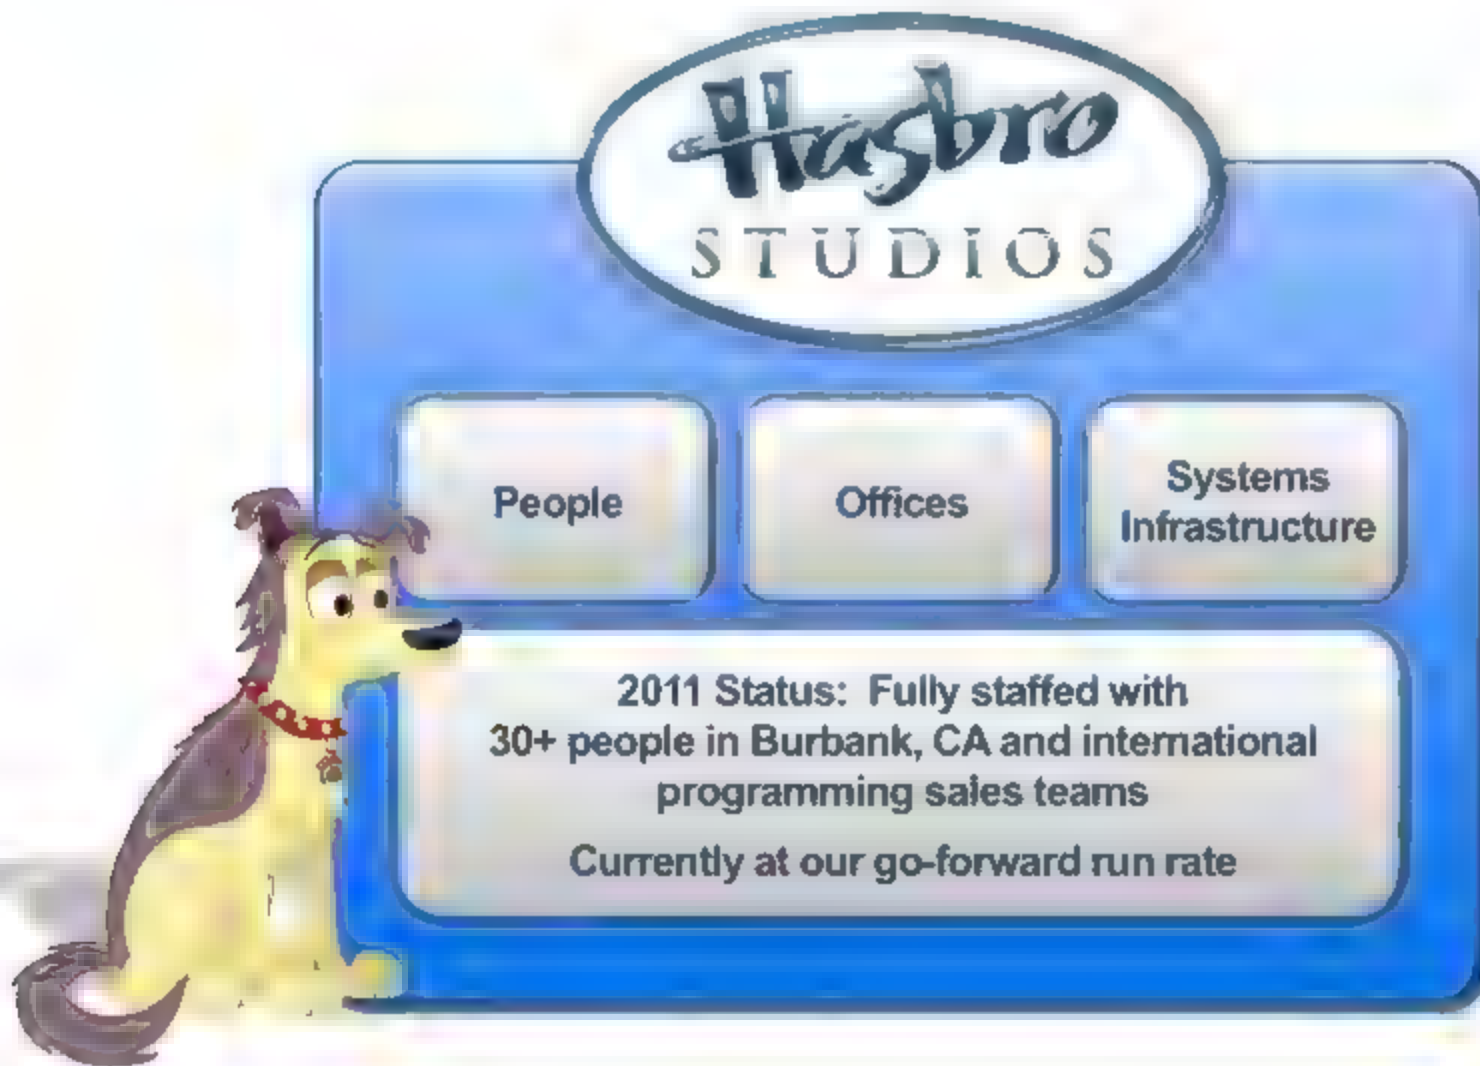 Hasbro
STUDIOS
People
Offices
Systems
Infrastructure
2011 Status: Fully staffed with
30+ people in Burbank, CA and international
programming sales teams
Currently at our go-forward run rate